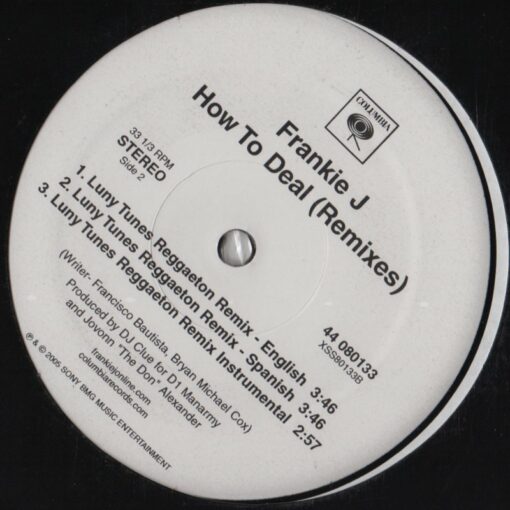 COLUMBIA
Frankie J
How To Deal (Remixes)
33 1/3 RPM
STEREO
Side 2
44 080133
XSS80133B
1. Luny Tunes Reggaeton Remix - English 3:46
2. Luny Tunes Reggaeton Remix - Spanish 3:46
3. Luny Tunes Reggaeton Remix Instrumental 2:57
(Writer- Francisco Bautista, Bryan Michael Cox)
Produced by DJ Clue for D1 Manarmy
and Jovonn "The Don" Alexander
frankiejonline.com
columbiarecords.com
℗ & © 2005 SONY BMG MUSIC ENTERTAINMENT